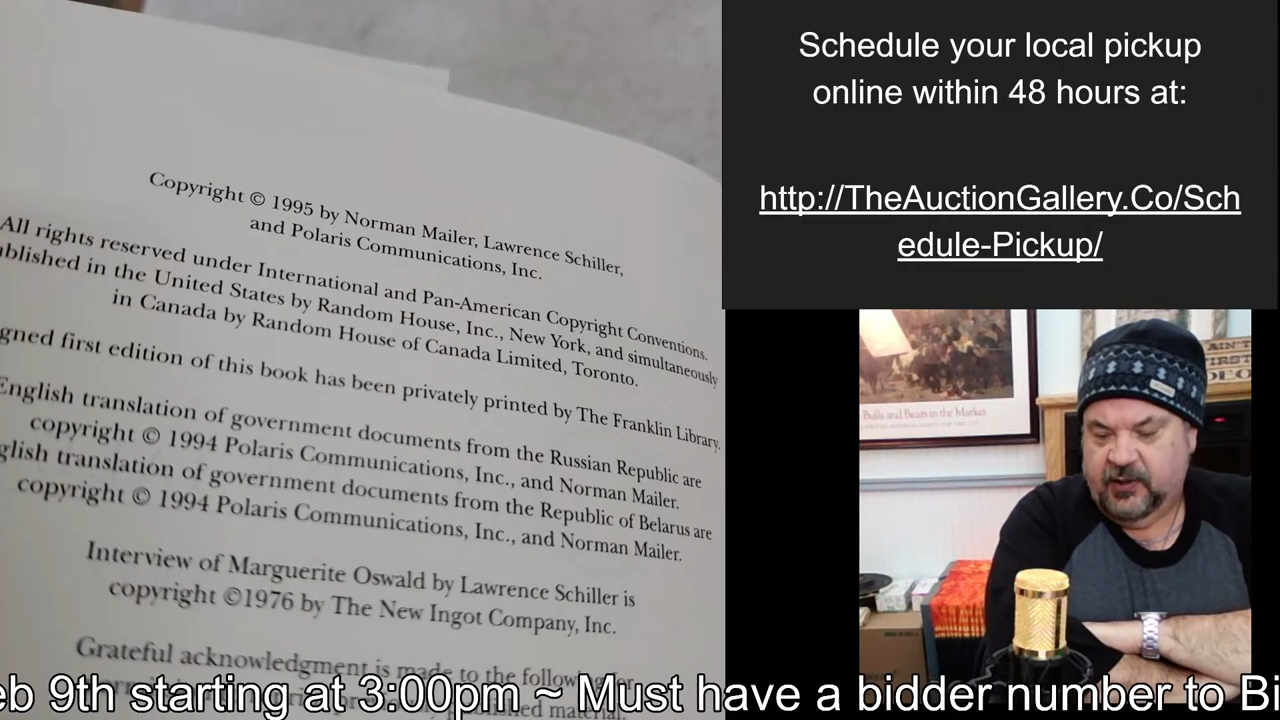 Copyright © 1995 by Norman Mailer, Lawrence Schiller,
and Polaris Communications, Inc.
All rights reserved under International and Pan-American Copyright Conventions.
ublished in the United States by Random House, Inc., New York, and simultaneously
in Canada by Random House of Canada Limited, Toronto.
gned first edition of this book has been privately printed by The Franklin Library.
English translation of government documents from the Russian Republic are
copyright © 1994 Polaris Communications, Inc., and Norman Mailer.
glish translation of government documents from the Republic of Belarus are
copyright © 1994 Polaris Communications, Inc., and Norman Mailer.
Interview of Marguerite Oswald by Lawrence Schiller is
copyright ©1976 by The New Ingot Company, Inc.
Grateful acknowledgment is made to the following for
Schedule your local pickup
online within 48 hours at:
http://TheAuctionGallery.Co/Sch
edule-Pickup/
Bulls and Bears in the Market
AIN'T
FIRST
eb 9th starting at 3:00pm ~ Must have a bidder number to Bi